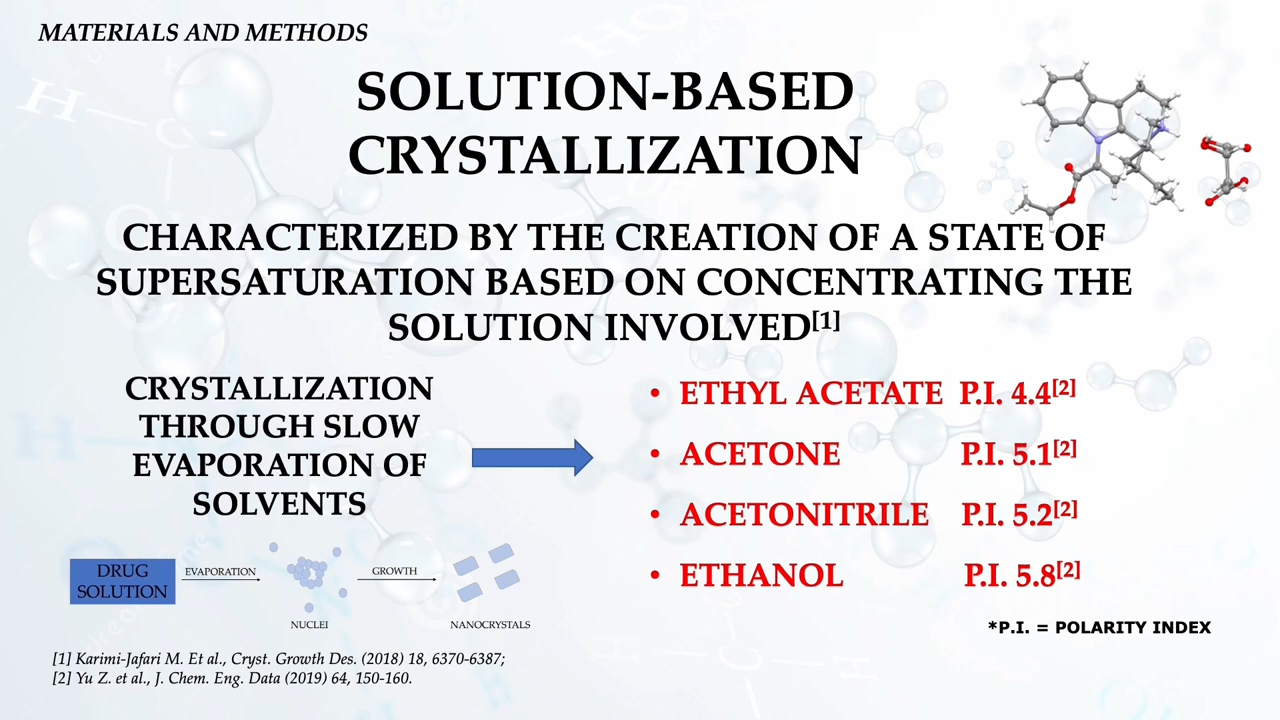 MATERIALS AND METHODS
SOLUTION-BASED
CRYSTALLIZATION
CHARACTERIZED BY THE CREATION OF A STATE OF
SUPERSATURATION BASED ON CONCENTRATING THE
SOLUTION INVOLVED[1]
CRYSTALLIZATION
THROUGH SLOW
EVAPORATION OF
SOLVENTS
• ETHYL ACETATE P.I. 4.4[2]
• ACETONE P.I. 5.1[2]
• ACETONITRILE P.I. 5.2[2]
• ETHANOL P.I. 5.8[2]
DRUG
SOLUTION
EVAPORATION
NUCLEI
GROWTH
NANOCRYSTALS
*P.I. = POLARITY INDEX
[1] Karimi-Jafari M. Et al., Cryst. Growth Des. (2018) 18, 6370-6387;
[2] Yu Z. et al., J. Chem. Eng. Data (2019) 64, 150-160.